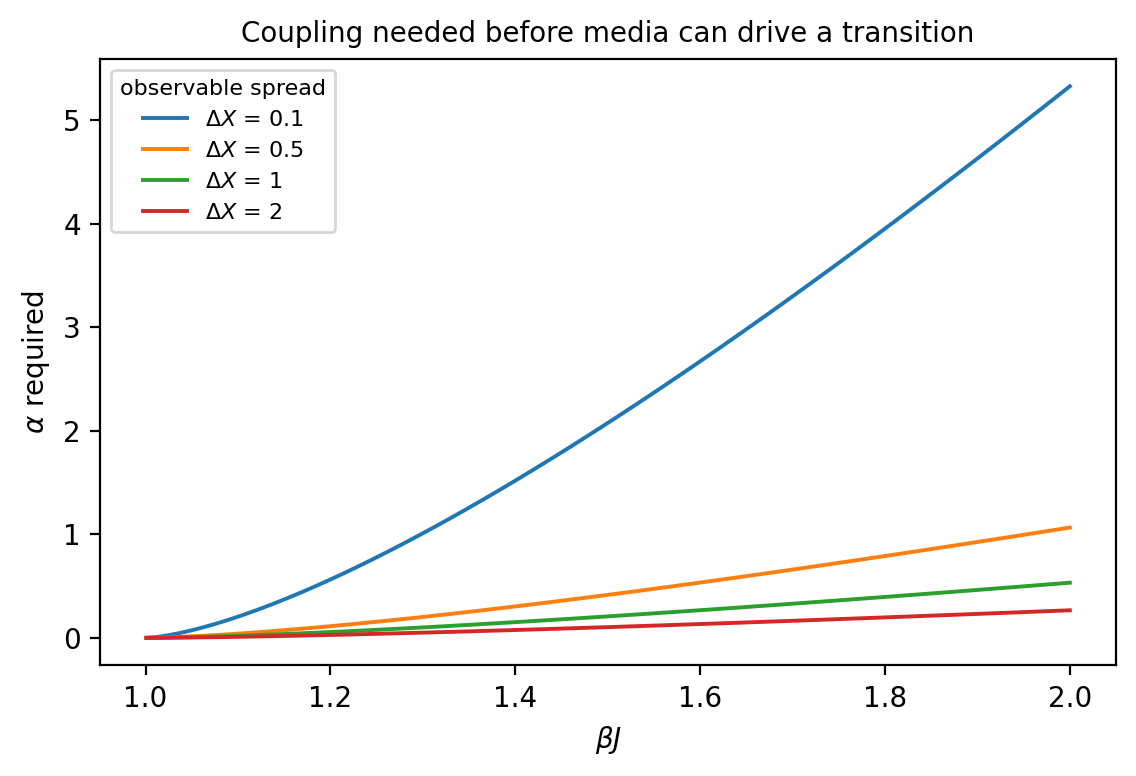 Coupling needed before media can drive a transition
observable spread
ΔX = 0.1
ΔX = 0.5
ΔX = 1
ΔX = 2
α required
5
4
3
2
1
0
1.0 1.2 1.4 1.6 1.8 2.0
βJ